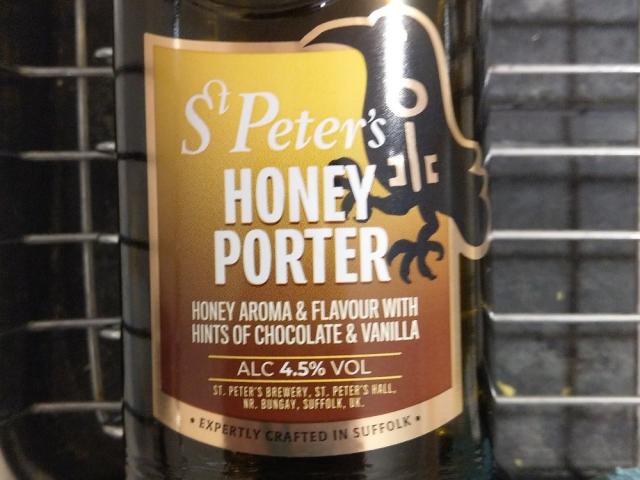 St Peter's
HONEY
PORTER
HONEY AROMA & FLAVOUR WITH
HINTS OF CHOCOLATE & VANILLA
ALC 4.5% VOL
ST. PETER'S BREWERY, ST. PETER'S HALL,
NR. BUNGAY, SUFFOLK, UK.
• EXPERTLY CRAFTED IN SUFFOLK •